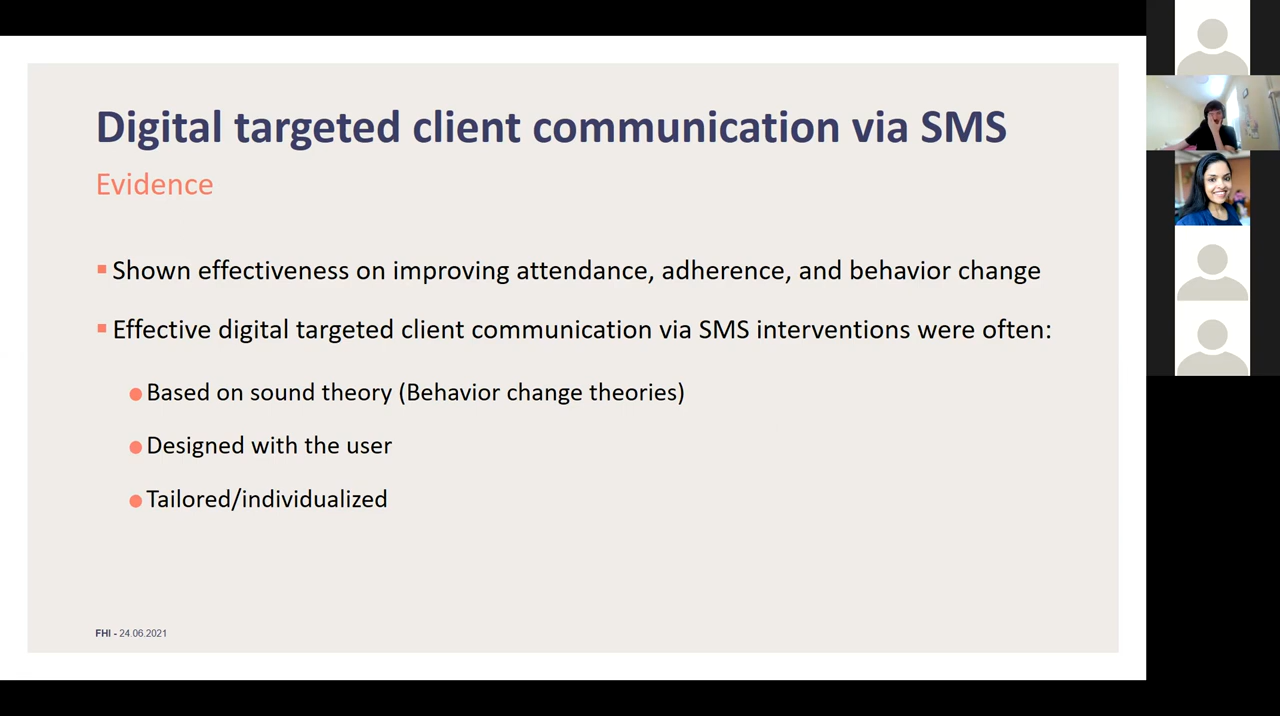 Digital targeted client communication via SMS
Evidence
Shown effectiveness on improving attendance, adherence, and behavior change
Effective digital targeted client communication via SMS interventions were often:
Based on sound theory (Behavior change theories)
Designed with the user
Tailored/individualized
FHI - 24.06.2021